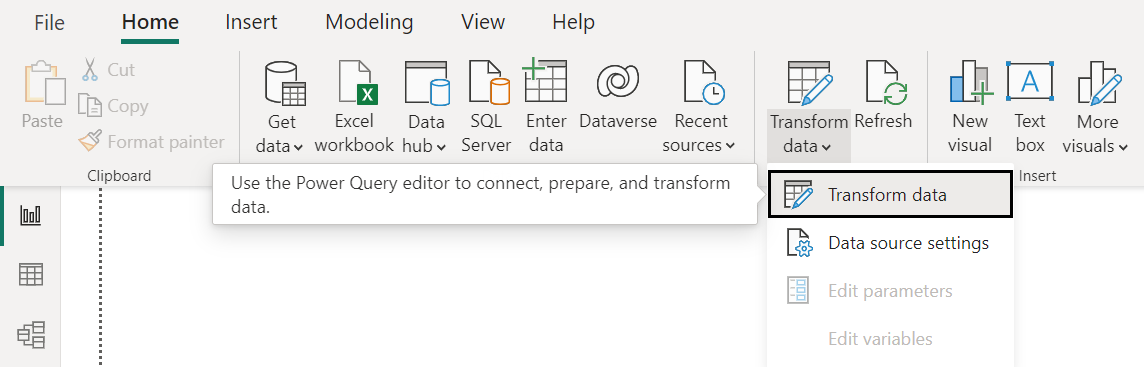 File Home Insert Modeling View Help
Paste
Cut
Copy
Format painter
Clipboard
Get
data
Excel
workbook
Data
hub
SQL
Server
Enter
data
Dataverse
Recent
sources
Transform
data
Refresh
New
visual
Text
box
More
visuals
Insert
Use the Power Query editor to connect, prepare, and transform
data.
Transform data
Data source settings
Edit parameters
Edit variables